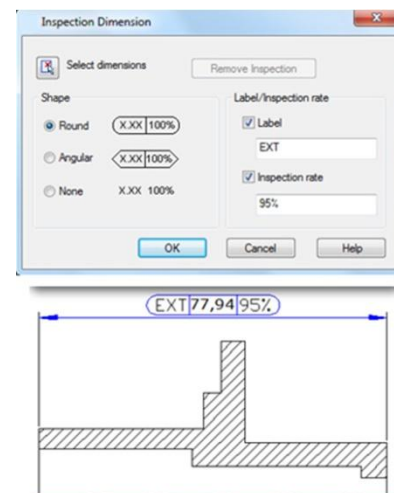 Inspection Dimension
Select dimensions
Remove Inspection
Shape
Round
X.XX 100%
Angular
X.XX 100%
None
X.XX 100%
Label/Inspection rate
Label
EXT
Inspection rate
95%
OK
Cancel
Help
EXT 77,94 95%